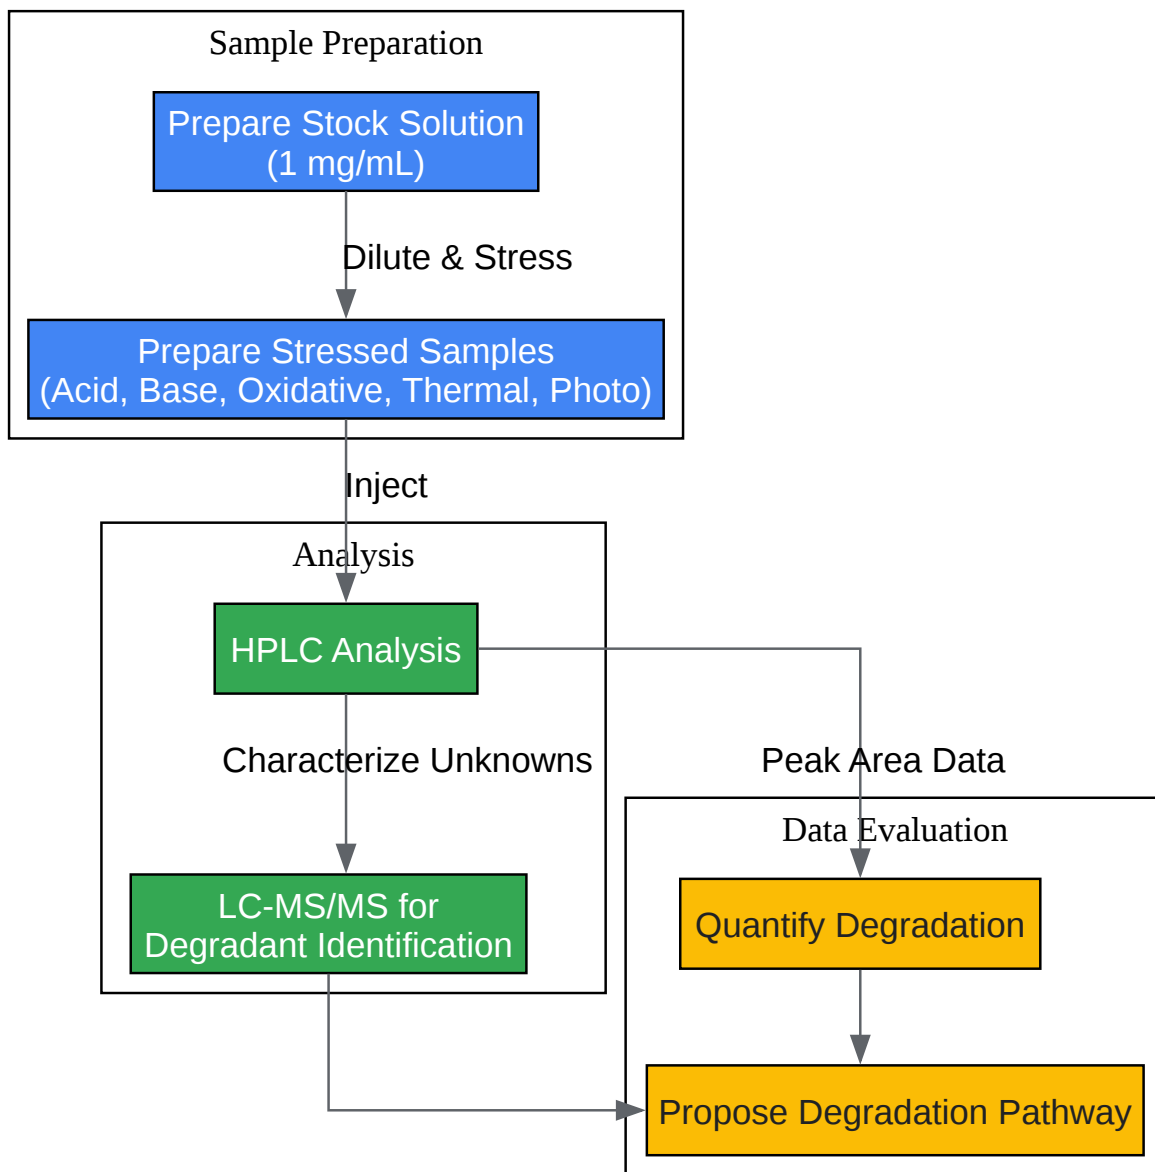 Sample Preparation
Prepare Stock Solution
(1 mg/mL)
Dilute & Stress
Prepare Stressed Samples
(Acid, Base, Oxidative, Thermal, Photo)
Inject
Analysis
HPLC Analysis
Characterize Unknowns
Peak Area Data
Data Evaluation
LC-MS/MS for
Degradant Identification
Quantify Degradation
Propose Degradation Pathway